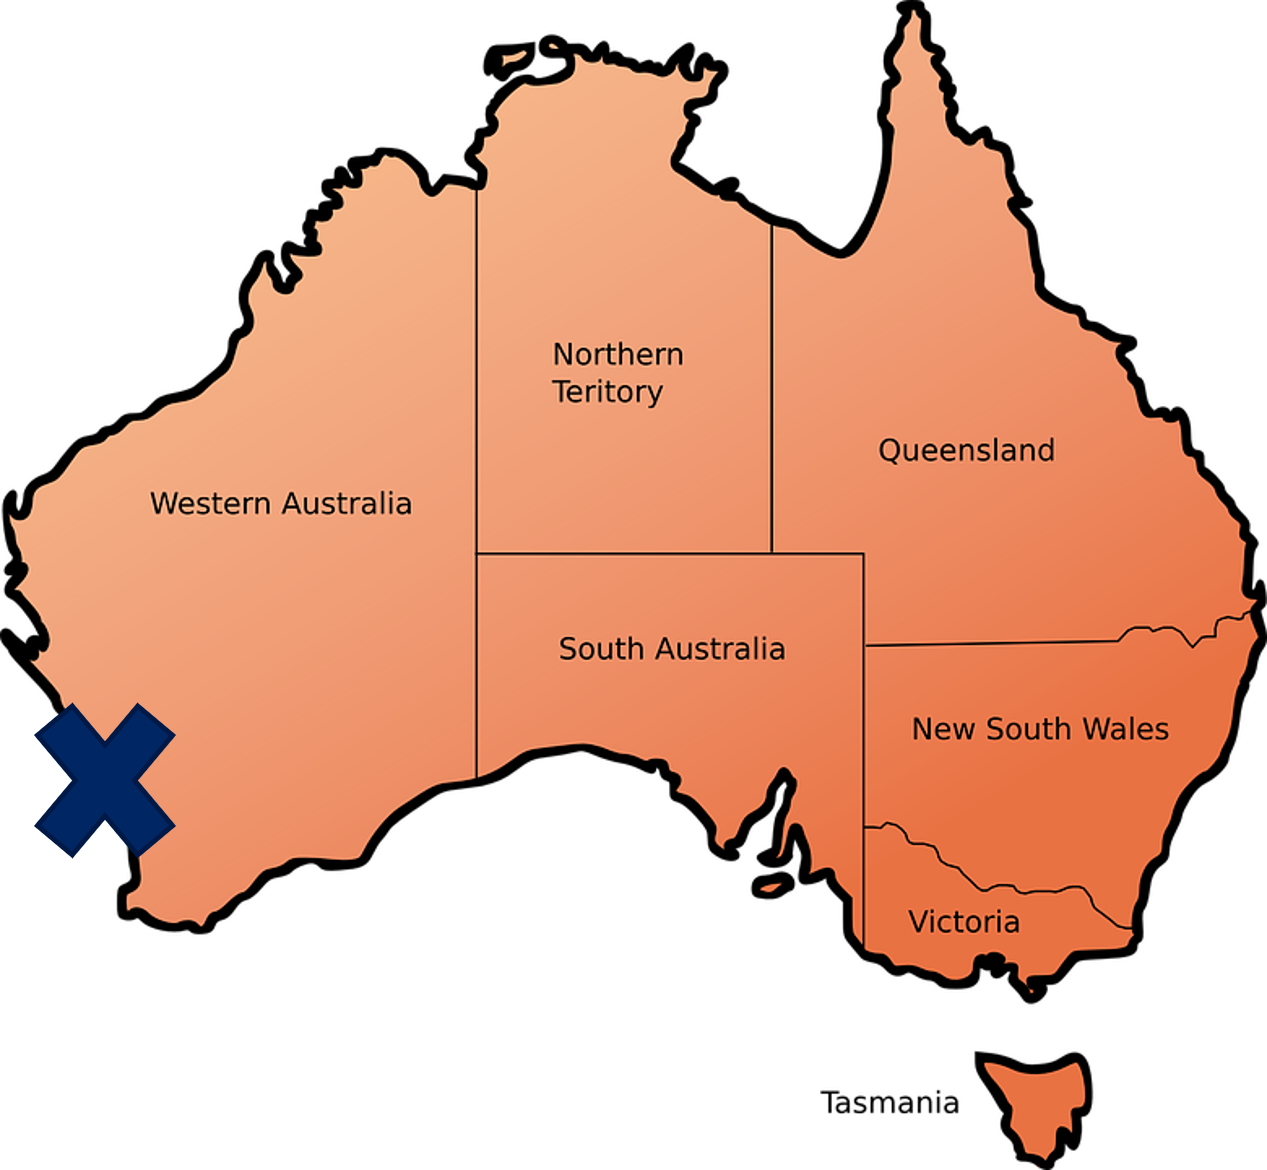 Northern
Teritory
Queensland
Western Australia
South Australia
New South Wales
Victoria
Tasmania